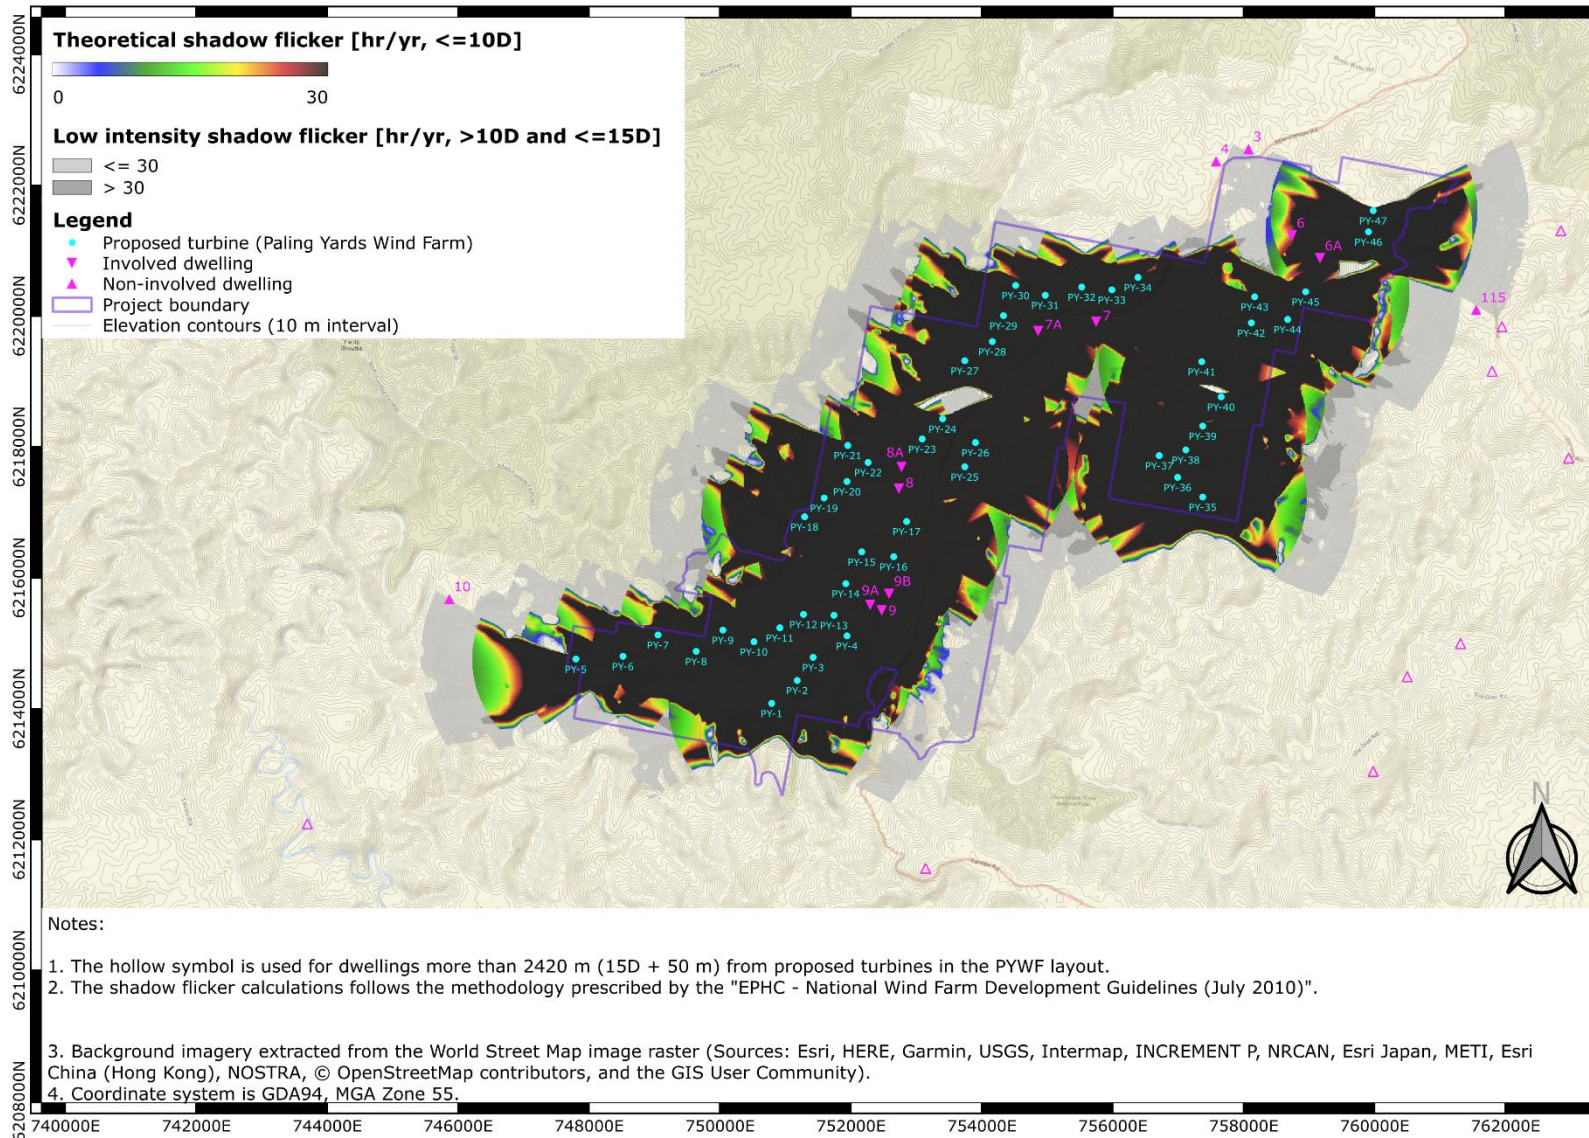 Theoretical shadow flicker [hr/yr, <=10D]
0 30
Low intensity shadow flicker [hr/yr, >10D and <=15D]
<= 30
> 30
Legend
Proposed turbine (Paling Yards Wind Farm)
Involved dwelling
Non-involved dwelling
Project boundary
Elevation contours (10 m interval)
6224000N
6222000N
6220000N
6218000N
6216000N
6214000N
6212000N
6210000N
6208000N
3
4
6
6A
PY-47
PY-46
115
PY-34
PY-30
PY-31
PY-32
PY-33
PY-43
PY-45
PY-29
7A
7
PY-42
PY-44
PY-28
PY-27
PY-41
PY-40
PY-24
PY-23
PY-39
PY-21
PY-22
8A
PY-26
PY-38
PY-37
PY-20
8
PY-25
PY-36
PY-19
PY-35
PY-18
PY-17
PY-15
PY-16
10
PY-14
9A
9B
9
PY-12
PY-13
PY-11
PY-4
PY-9
PY-10
PY-7
PY-8
PY-3
PY-5
PY-6
PY-2
PY-1
N
Notes:
1. The hollow symbol is used for dwellings more than 2420 m (15D + 50 m) from proposed turbines in the PYWF layout.
2. The shadow flicker calculations follows the methodology prescribed by the "EPHC - National Wind Farm Development Guidelines (July 2010)".
3. Background imagery extracted from the World Street Map image raster (Sources: Esri, HERE, Garmin, USGS, Intermap, INCREMENT P, NRCAN, Esri Japan, METI, Esri
China (Hong Kong), NOSTRA, © OpenStreetMap contributors, and the GIS User Community).
4. Coordinate system is GDA94, MGA Zone 55.
740000E 742000E 744000E 746000E 748000E 750000E 752000E 754000E 756000E 758000E 760000E 762000E